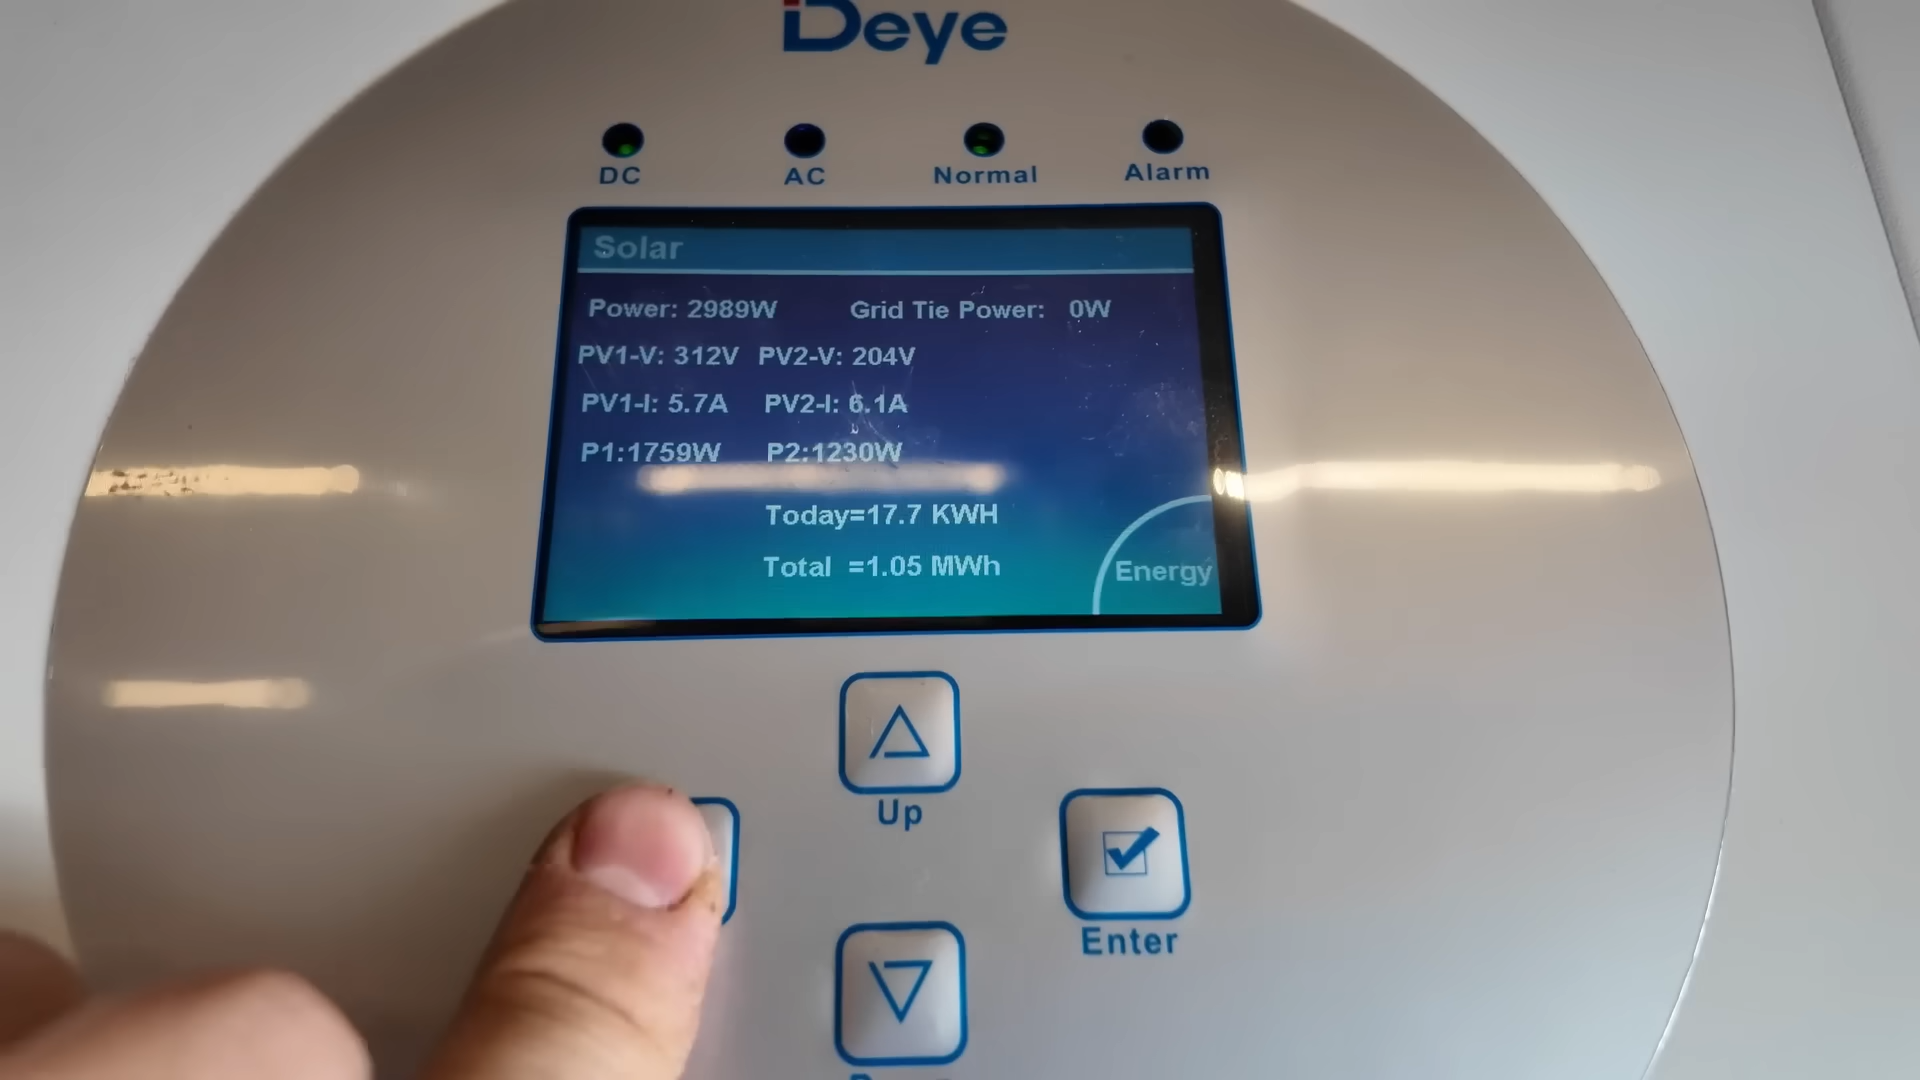 Deye
DC AC Normal Alarm
Solar
Power: 2989W Grid Tie Power: 0W
PV1-V: 312V PV2-V: 204V
PV1-I: 5.7A PV2-I: 6.1A
P1:1759W P2:1230W
Today=17.7 KWH
Total =1.05 MWh
Energy
Up
Enter